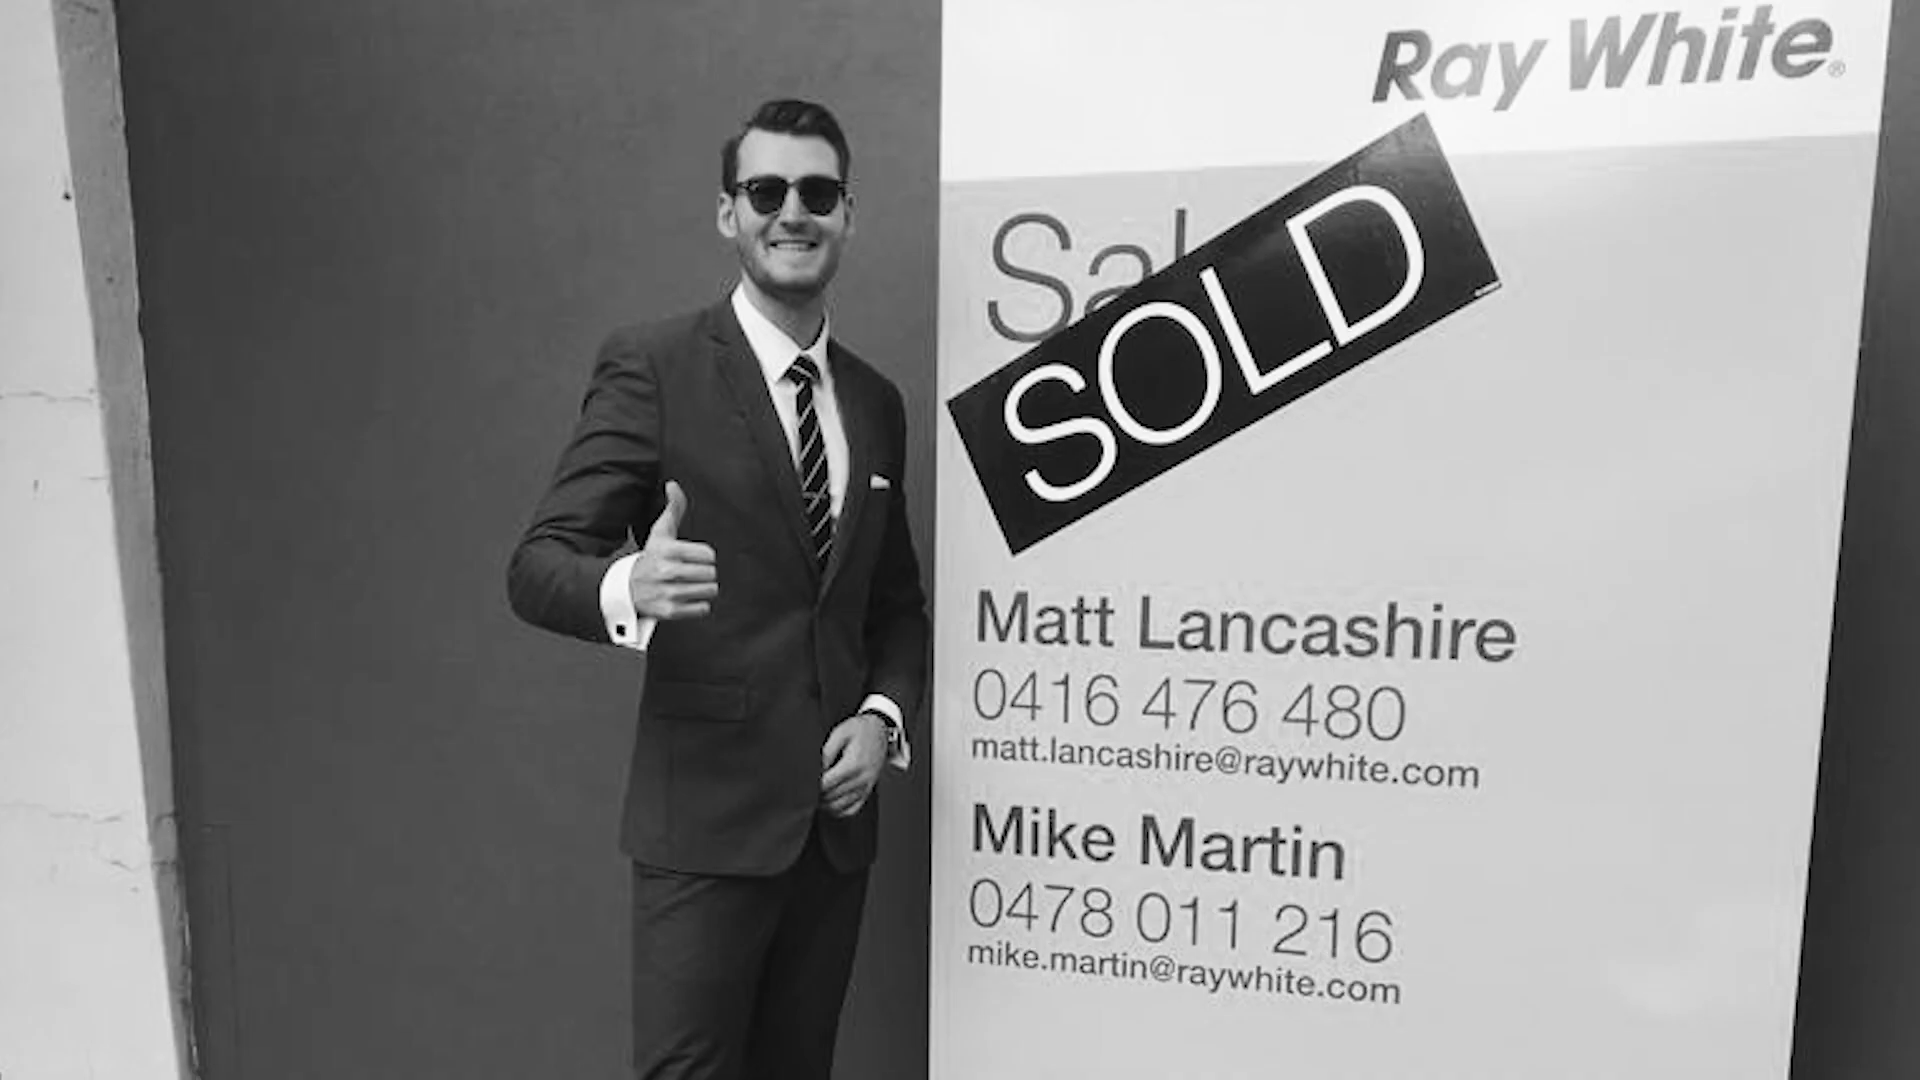 Ray White®
Sal
SOLD
Matt Lancashire
0416 476 480
matt.lancashire@raywhite.com
Mike Martin
0478 011 216
mike.martin@raywhite.com